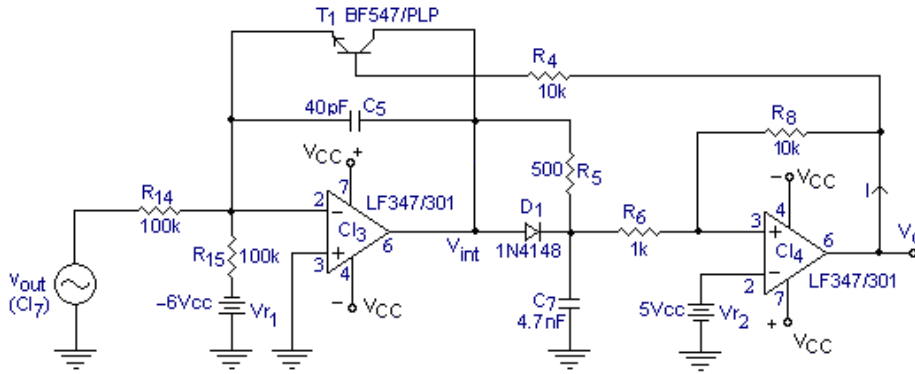 T1 BF547/PLP
R4
10k
40pF C5
R8
10k
VCC +
7
500 R5
R14
100k
2
−
LF347/301
CI3
6
+
3
4
− VCC
R15 100k
−6Vcc Vr1
vout
(CI7)
Vint
D1
1N4148
C7
4.7nF
R6
1k
− VCC
4
I
3
+
CI4
6
−
2
LF347/301
7
+ VCC
5Vcc Vr2